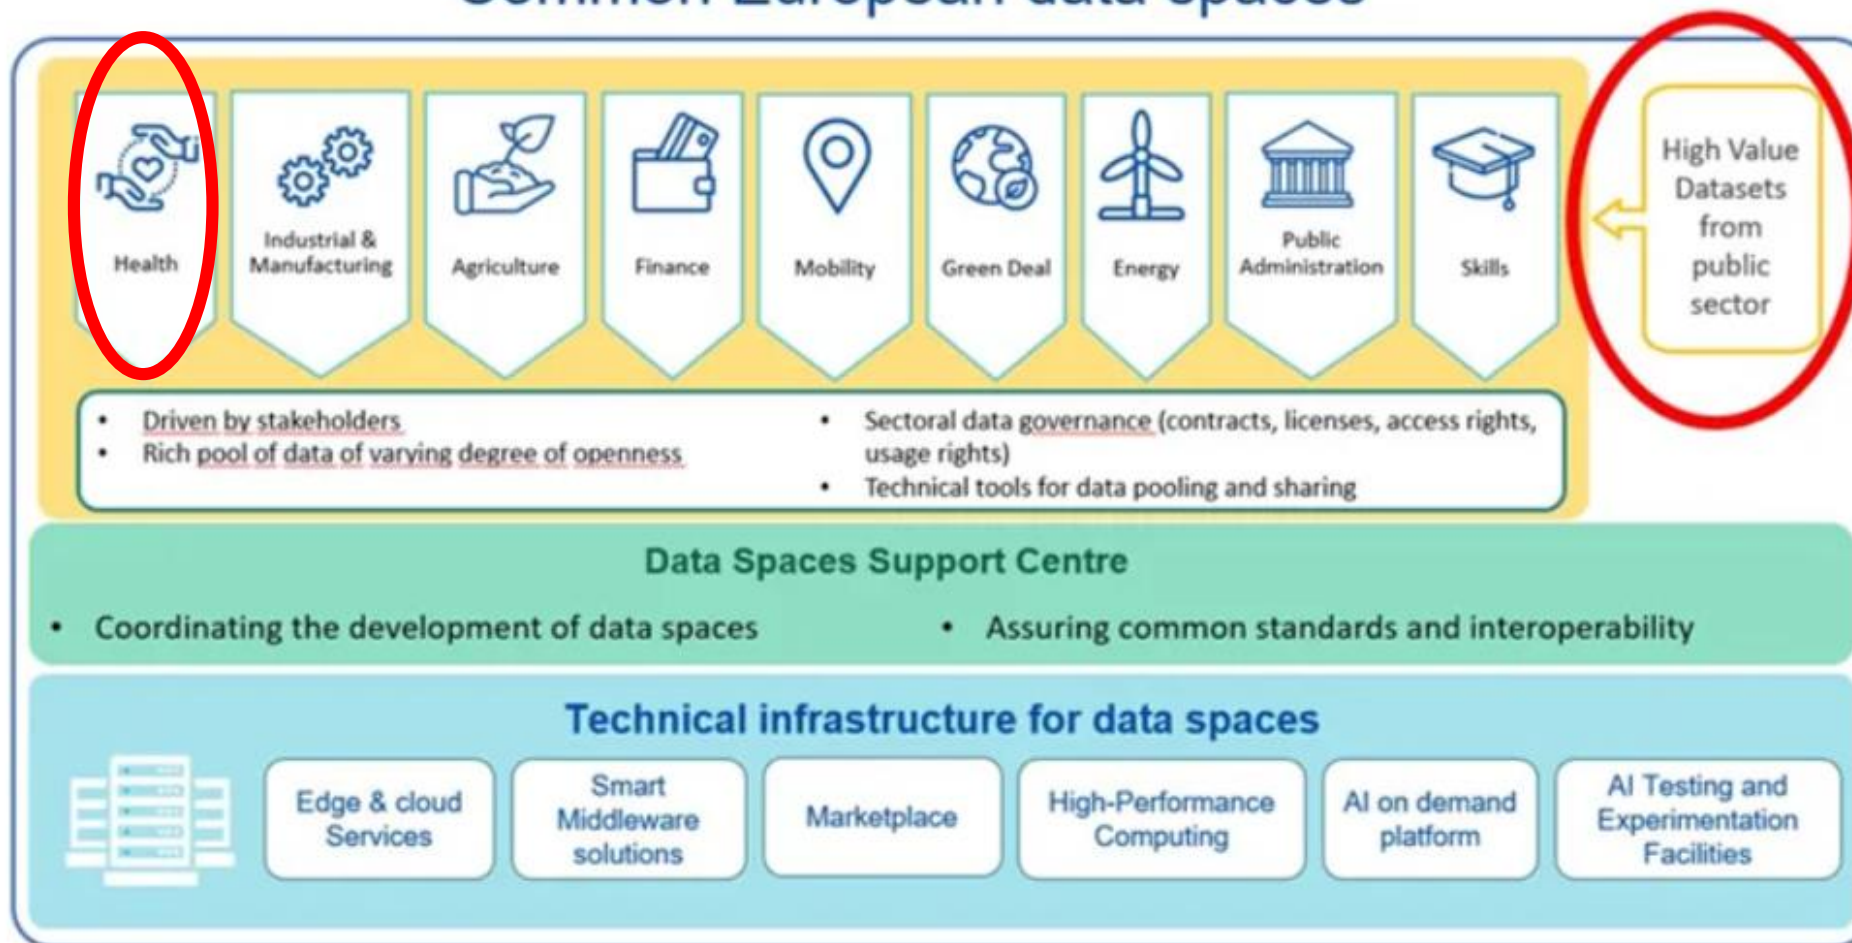 Common European data spaces
Health
Industrial &
Manufacturing
Agriculture
Finance
Mobility
Green Deal
Energy
Public
Administration
Skills
High Value
Datasets
from
public
sector
• Driven by stakeholders
• Rich pool of data of varying degree of openness
• Sectoral data governance (contracts, licenses, access rights,
usage rights)
• Technical tools for data pooling and sharing
Data Spaces Support Centre
• Coordinating the development of data spaces
• Assuring common standards and interoperability
Technical infrastructure for data spaces
Edge & cloud
Services
Smart
Middleware
solutions
Marketplace
High-Performance
Computing
AI on demand
platform
AI Testing and
Experimentation
Facilities